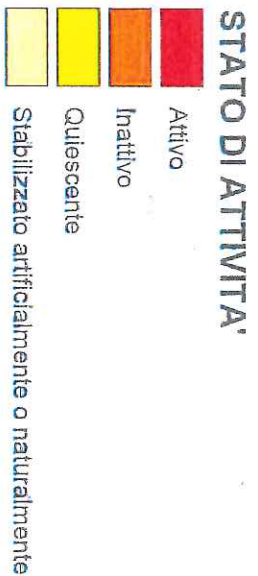 STATO DI ATTIVITA'
Attivo
Inattivo
Quiescente
Stabilizzato artificialmente o naturalmente